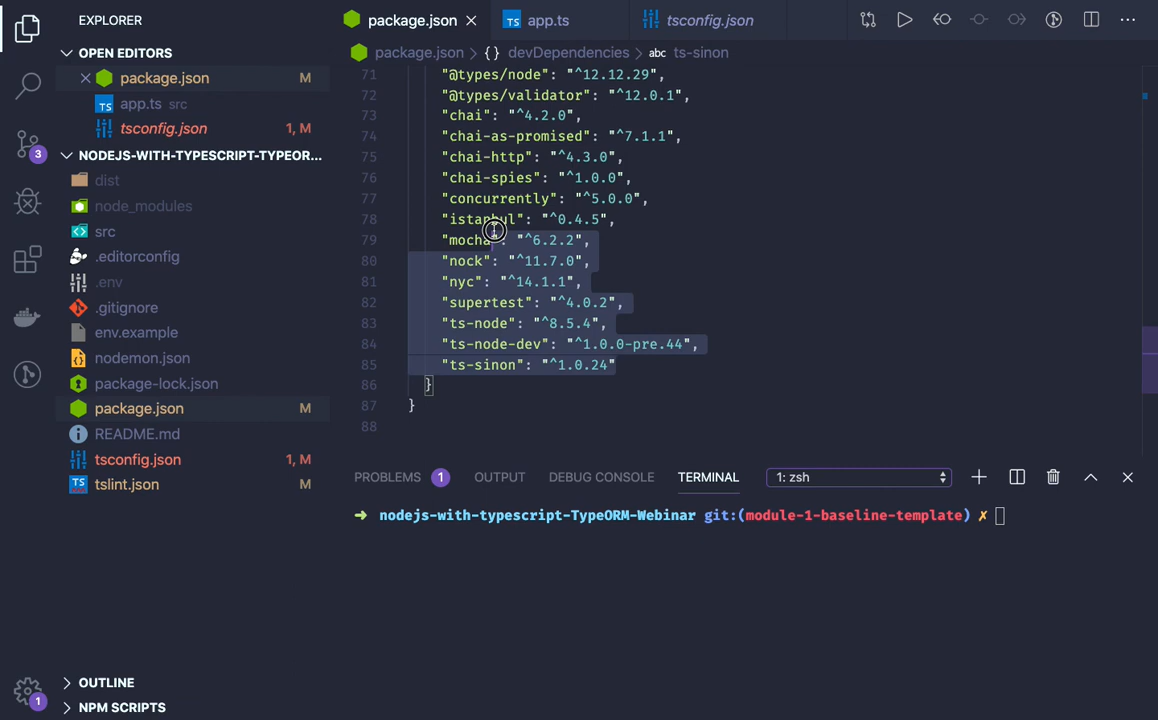 EXPLORER
OPEN EDITORS
package.json M
TS app.ts src
tsconfig.json 1, M
NODEJS-WITH-TYPESCRIPT-TYPEOR...
dist
node_modules
src
.editorconfig
.env
.gitignore
env.example
nodemon.json
package-lock.json
package.json M
README.md
tsconfig.json 1, M
TS tslint.json M
OUTLINE
NPM SCRIPTS
3
1
package.json TS app.ts tsconfig.json
package.json > {} devDependencies > abc ts-sinon
71 "@types/node": "^12.12.29",
72 "@types/validator": "^12.0.1",
73 "chai": "^4.2.0",
74 "chai-as-promised": "^7.1.1",
75 "chai-http": "^4.3.0",
76 "chai-spies": "^1.0.0",
77 "concurrently": "^5.0.0",
78 "istanbul": "^0.4.5",
79 "mocha": "^6.2.2",
80 "nock": "^11.7.0",
81 "nyc": "^14.1.1",
82 "supertest": "^4.0.2",
83 "ts-node": "^8.5.4",
84 "ts-node-dev": "^1.0.0-pre.44",
85 "ts-sinon": "^1.0.24"
86 }
87 }
88
PROBLEMS 1 OUTPUT DEBUG CONSOLE TERMINAL 1: zsh
➜ nodejs-with-typescript-TypeORM-Webinar git:(module-1-baseline-template) ✗